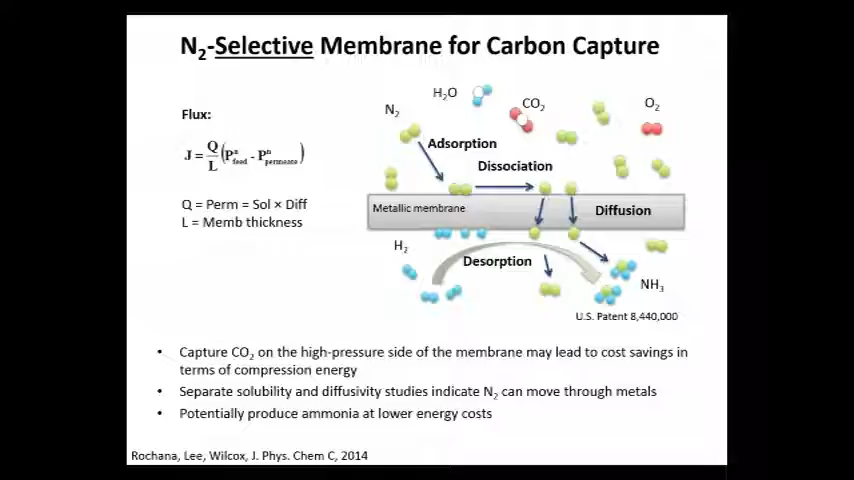 N₂-Selective Membrane for Carbon Capture
Flux:
J = Q/L (Pⁿfeed - Pⁿpermeate)
Q = Perm = Sol × Diff
L = Memb thickness
H₂O
N₂
CO₂
O₂
Adsorption
Dissociation
Metallic membrane
Diffusion
H₂
Desorption
NH₃
U.S. Patent 8,440,000
• Capture CO₂ on the high-pressure side of the membrane may lead to cost savings in
terms of compression energy
• Separate solubility and diffusivity studies indicate N₂ can move through metals
• Potentially produce ammonia at lower energy costs
Rochana, Lee, Wilcox, J. Phys. Chem C, 2014